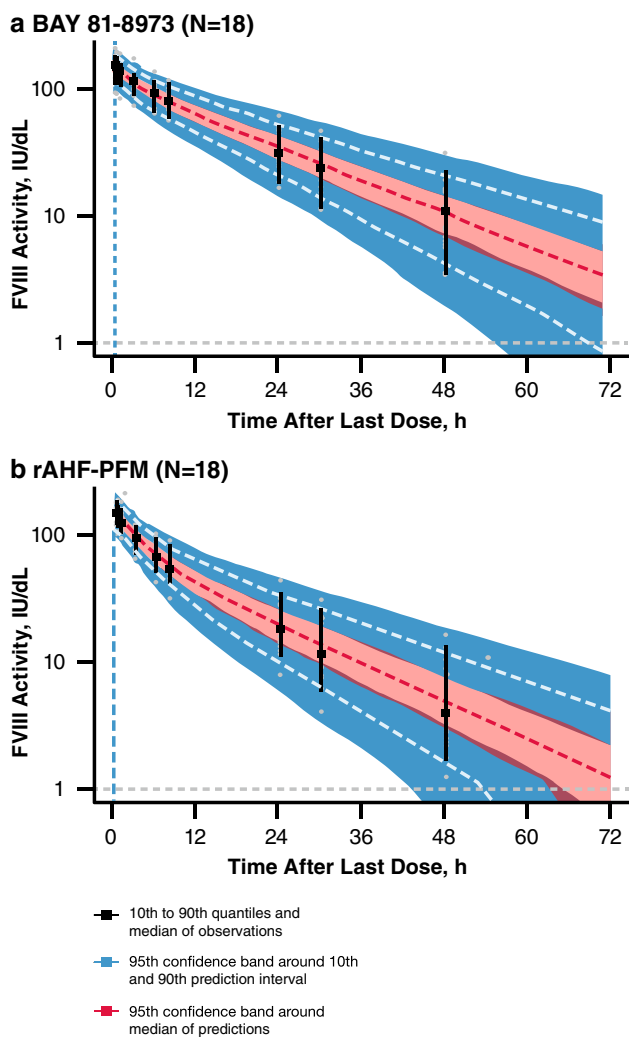 a BAY 81-8973 (N=18)
FVIII Activity, IU/dL
100
10
1
0 12 24 36 48 60 72
Time After Last Dose, h
b rAHF-PFM (N=18)
FVIII Activity, IU/dL
100
10
1
0 12 24 36 48 60 72
Time After Last Dose, h
10th to 90th quantiles and
median of observations
95th confidence band around 10th
and 90th prediction interval
95th confidence band around
median of predictions